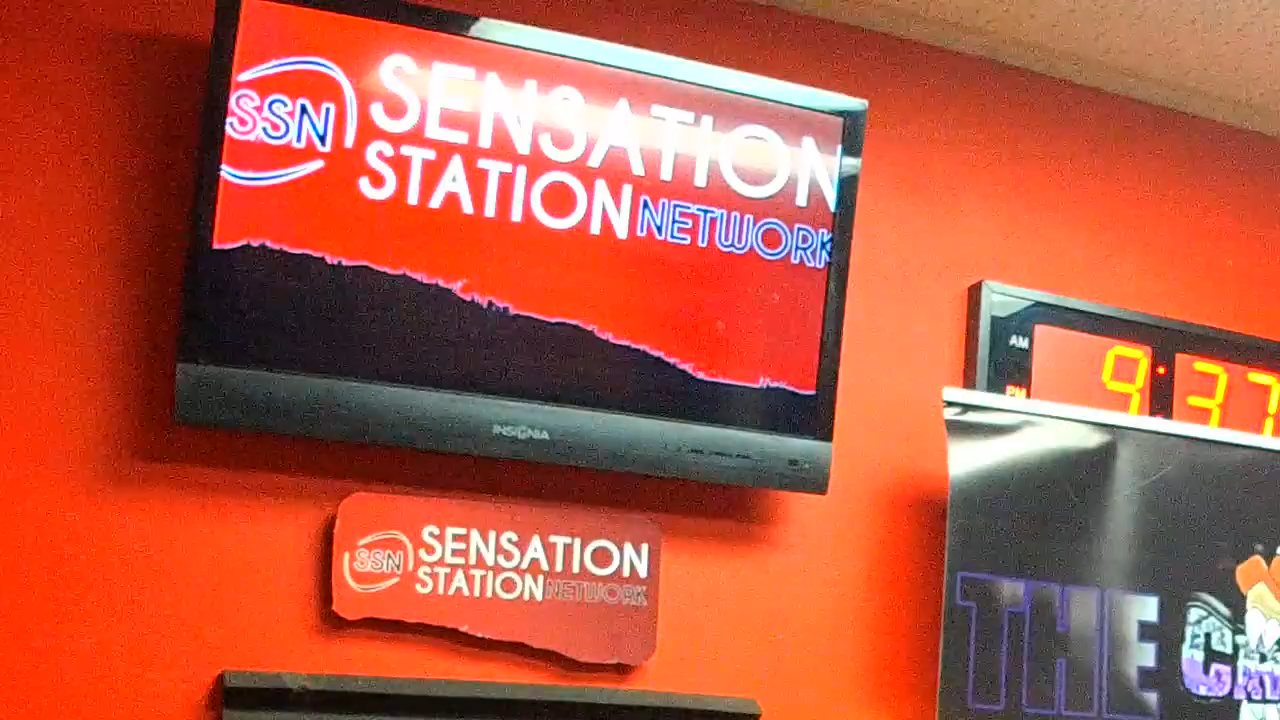 SSN
SENSATION
STATION NETWORK
INSIGNIA
AM
PM
9:37
SSN
SENSATION
STATION NETWORK
THE